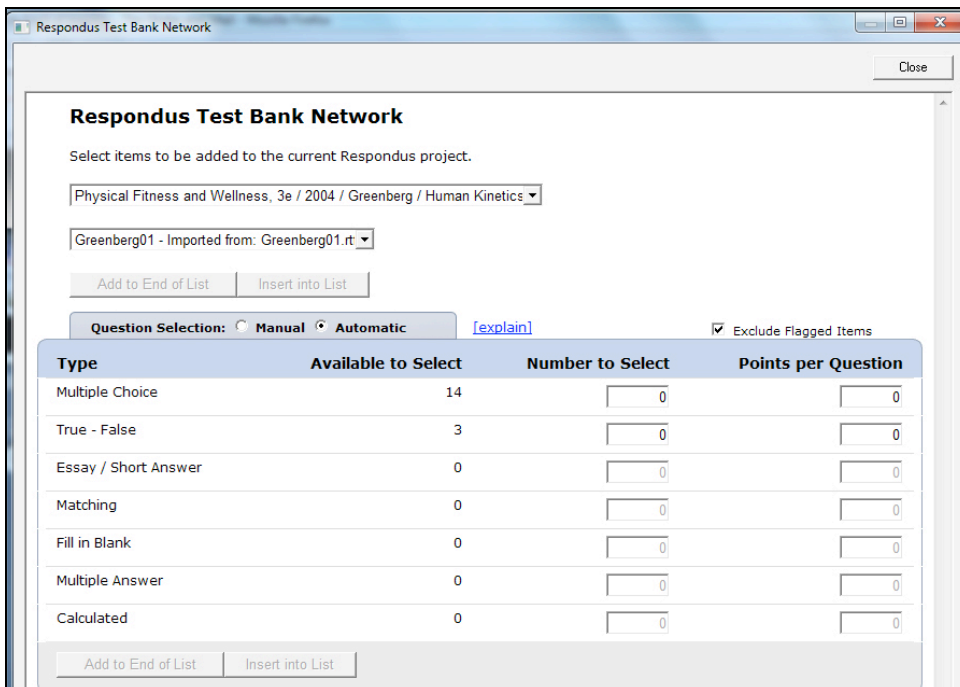 Respondus Test Bank Network
Close
Respondus Test Bank Network
Select items to be added to the current Respondus project.
Physical Fitness and Wellness, 3e / 2004 / Greenberg / Human Kinetics
Greenberg01 - Imported from: Greenberg01.rt
Add to End of List Insert into List
Question Selection: Manual Automatic [explain] Exclude Flagged Items
Type Available to Select Number to Select Points per Question
Multiple Choice 14 0 0
True - False 3 0 0
Essay / Short Answer 0 0 0
Matching 0 0 0
Fill in Blank 0 0 0
Multiple Answer 0 0 0
Calculated 0 0 0
Add to End of List Insert into List